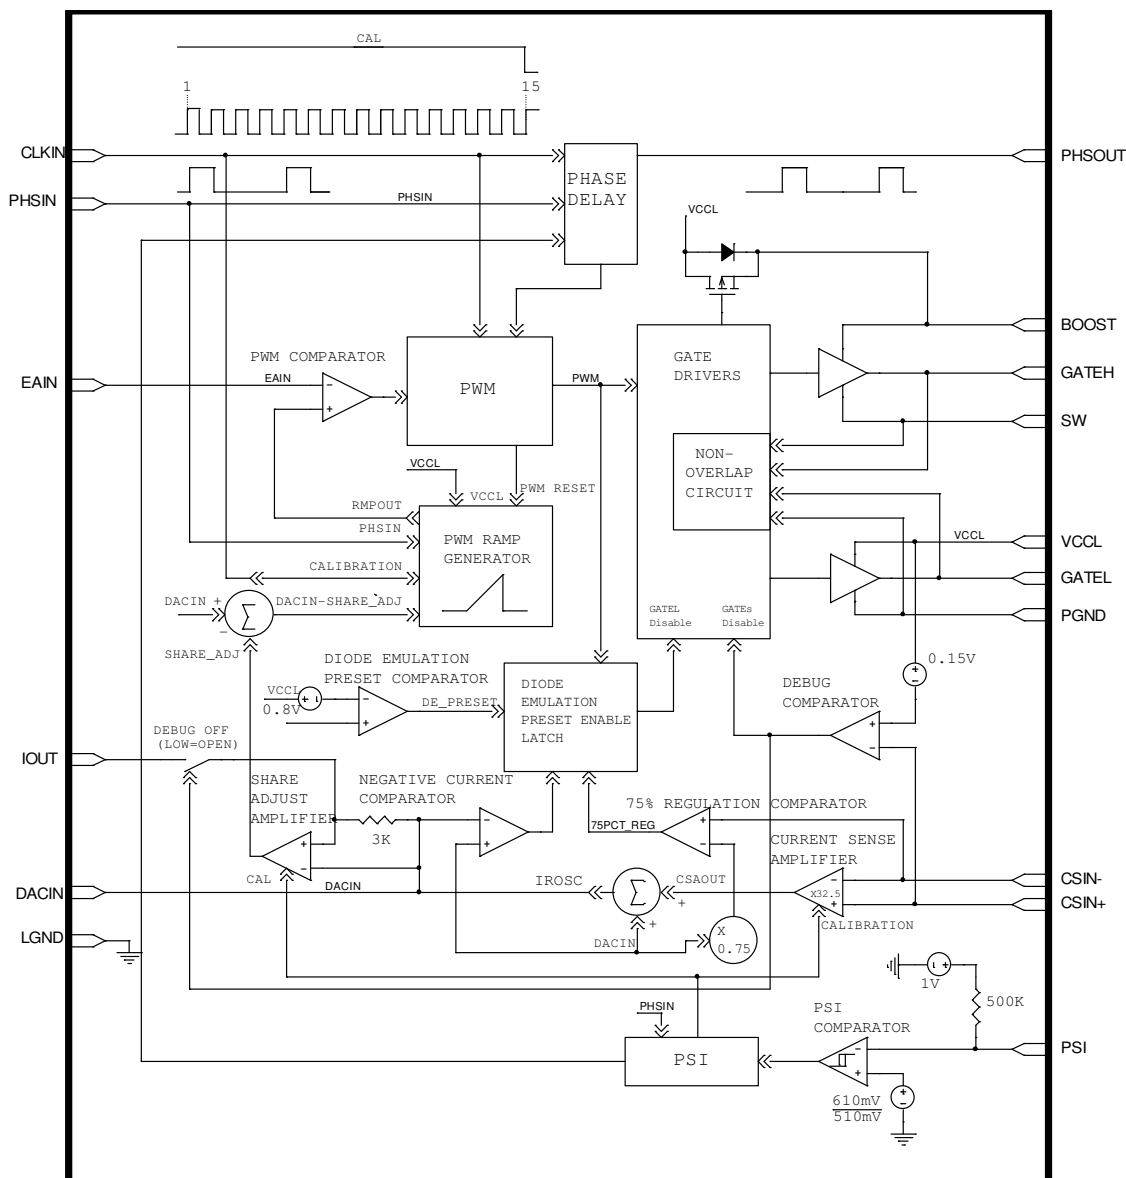 CAL
1
15
CLKIN
PHSIN
PHSIN
PHASE
DELAY
PHSOUT
VCCL
BOOST
PWM COMPARATOR
EAIN
EAIN
PWM
PWM
GATE
DRIVERS
GATEH
SW
NON-
OVERLAP
CIRCUIT
VCCL
VCCL
PWM RESET
RMPOUT
PHSIN
PWM RAMP
GENERATOR
CALIBRATION
VCCL
VCCL
GATEL
PGND
DACIN +
DACIN-SHARE_ADJ
-
SHARE_ADJ
GATEL
Disable
GATEs
Disable
0.15V
DIODE EMULATION
PRESET COMPARATOR
VCCL
+ -
0.8V
-
+
DE_PRESET
DIODE
EMULATION
PRESET ENABLE
LATCH
DEBUG
COMPARATOR
+
-
DEBUG OFF
(LOW=OPEN)
IOUT
SHARE
ADJUST
AMPLIFIER
NEGATIVE CURRENT
COMPARATOR
3K
75% REGULATION COMPARATOR
75PCT_REG
CURRENT SENSE
AMPLIFIER
CAL
DACIN
DACIN
IROSC
CSAOUT
+
X32.5
CSIN-
CSIN+
CALIBRATION
LGND
DACIN
+
X
0.75
1V
500K
PHSIN
PSI
COMPARATOR
PSI
PSI
610mV
510mV